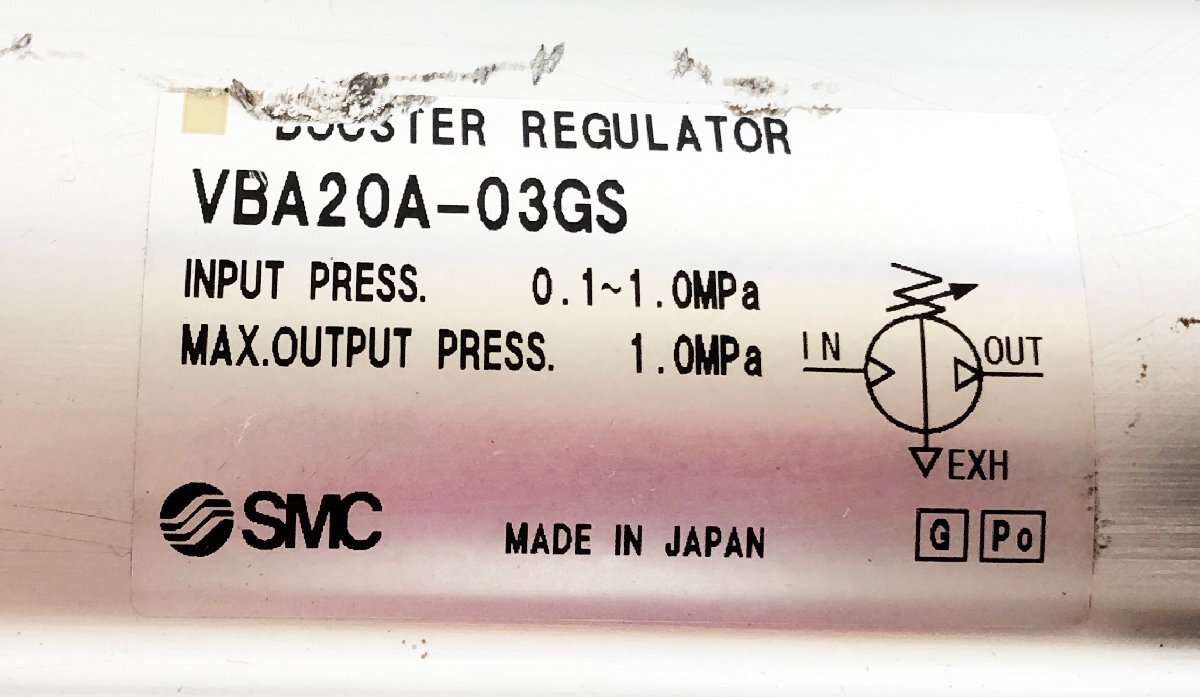 BOOSTER REGULATOR
VBA20A-03GS
INPUT PRESS. 0.1~1.0MPa
MAX.OUTPUT PRESS. 1.0MPa
IN
OUT
EXH
SMC
MADE IN JAPAN
G Po